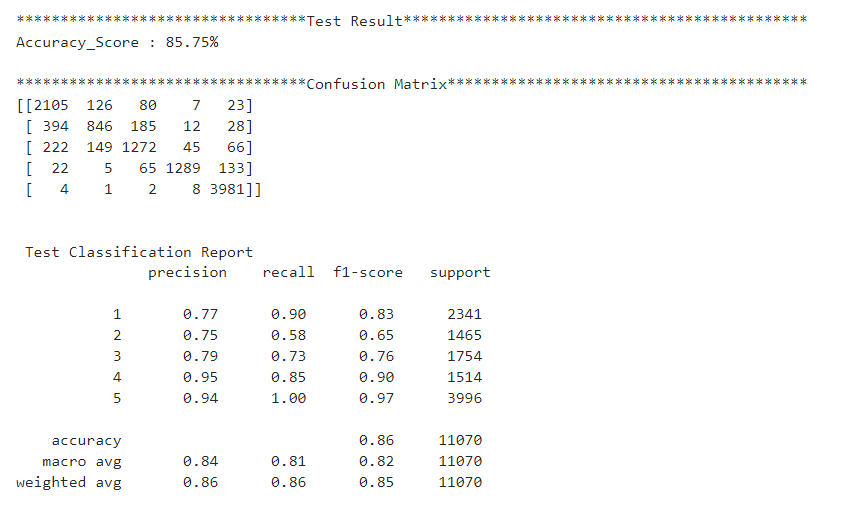 *********************************Test Result**********************************************
Accuracy_Score : 85.75%
*********************************Confusion Matrix*****************************************
[[2105  126   80    7   23]
 [ 394  846  185   12   28]
 [ 222  149 1272   45   66]
 [  22    5   65 1289  133]
 [   4    1    2    8 3981]]
 Test Classification Report
               precision    recall  f1-score   support
           1       0.77      0.90      0.83      2341
           2       0.75      0.58      0.65      1465
           3       0.79      0.73      0.76      1754
           4       0.95      0.85      0.90      1514
           5       0.94      1.00      0.97      3996
    accuracy                           0.86     11070
   macro avg       0.84      0.81      0.82     11070
weighted avg       0.86      0.86      0.85     11070